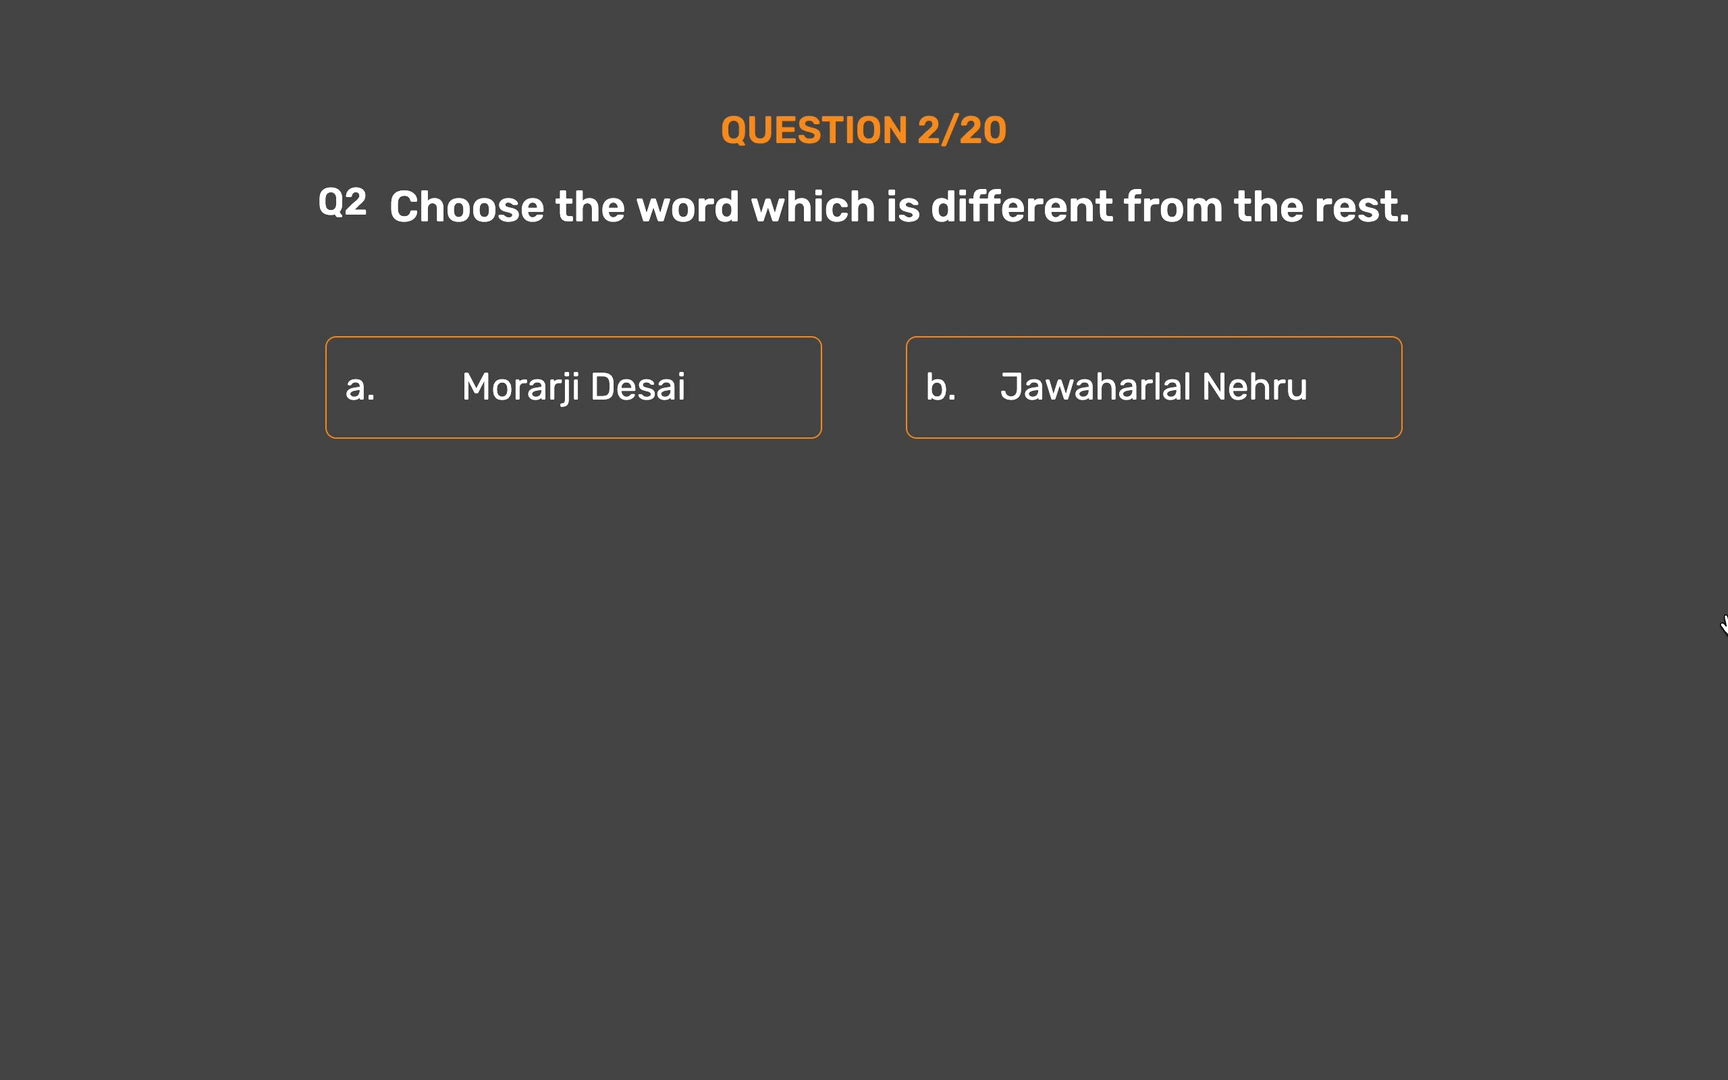 QUESTION 2/20
Q2 Choose the word which is different from the rest.
a. Morarji Desai
b. Jawaharlal Nehru